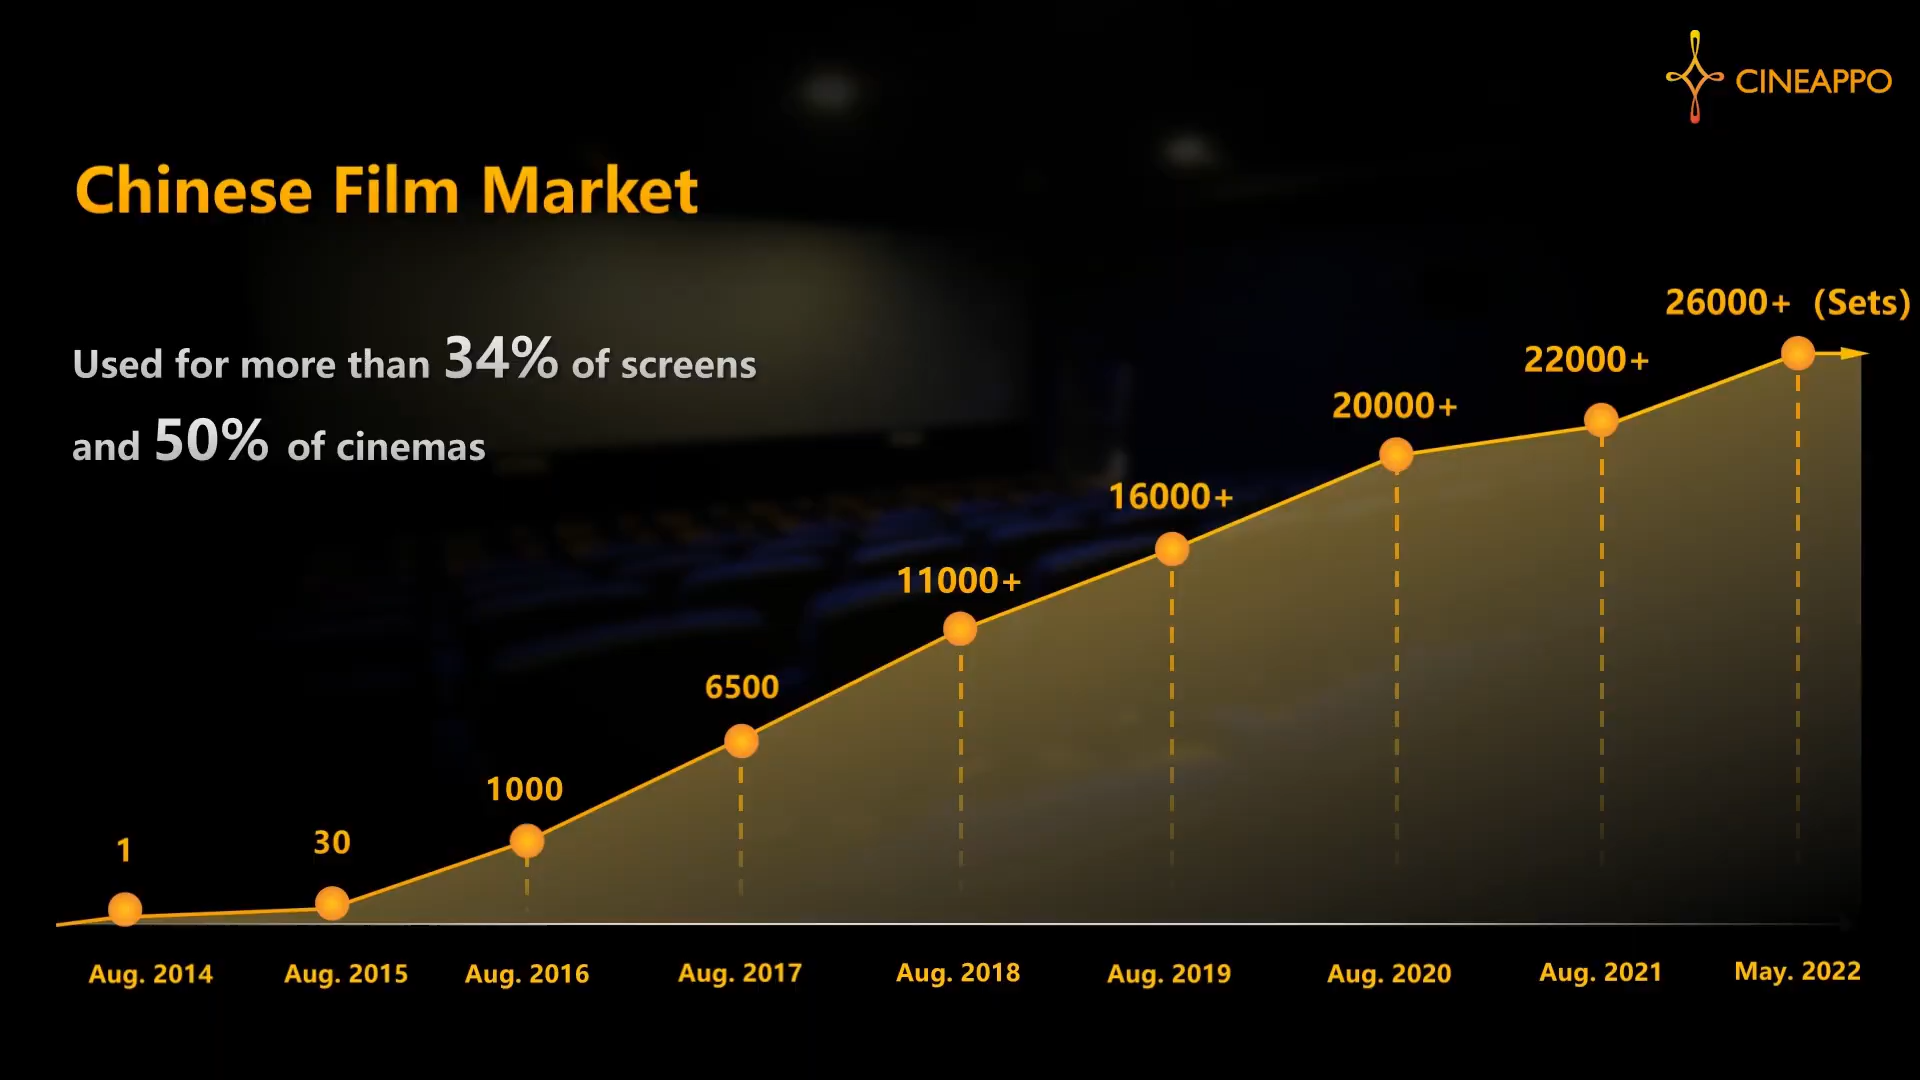 CINEAPPO
Chinese Film Market
Used for more than 34% of screens
and 50% of cinemas
1
30
1000
6500
11000+
16000+
20000+
22000+
26000+ (Sets)
Aug. 2014
Aug. 2015
Aug. 2016
Aug. 2017
Aug. 2018
Aug. 2019
Aug. 2020
Aug. 2021
May. 2022